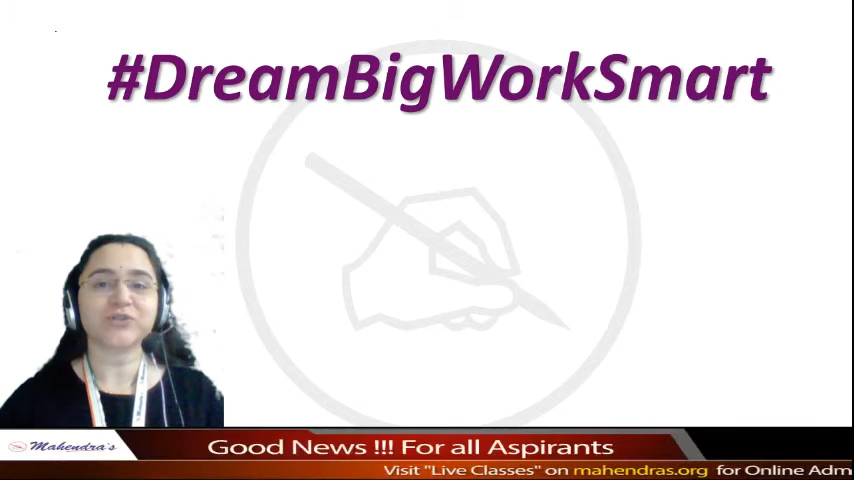 #DreamBigWorkSmart
Mahendra's
Good News !!! For all Aspirants
Visit "Live Classes" on mahendras.org for Online Adm